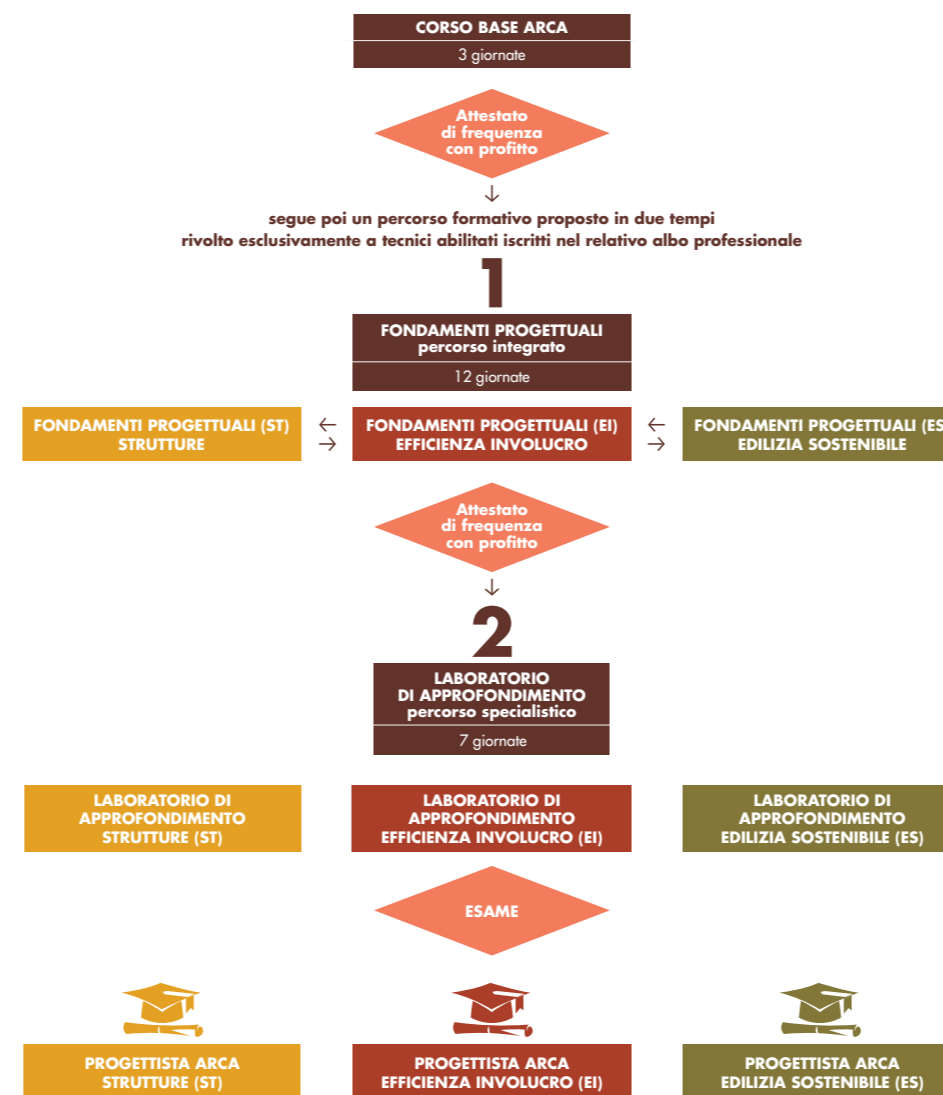 CORSO BASE ARCA
3 giornate
Attestato
di frequenza
con profitto
↓
segue poi un percorso formativo proposto in due tempi
rivolto esclusivamente a tecnici abilitati iscritti nel relativo albo professionale
1
FONDAMENTI PROGETTUALI
percorso integrato
12 giornate
FONDAMENTI PROGETTUALI (ST)
STRUTTURE
← →
FONDAMENTI PROGETTUALI (EI)
EFFICIENZA INVOLUCRO
← →
FONDAMENTI PROGETTUALI (ES
EDILIZIA SOSTENIBILE
Attestato
di frequenza
con profitto
↓
2
LABORATORIO
DI APPROFONDIMENTO
percorso specialistico
7 giornate
LABORATORIO DI
APPROFONDIMENTO
STRUTTURE (ST)
LABORATORIO DI
APPROFONDIMENTO
EFFICIENZA INVOLUCRO (EI)
LABORATORIO DI
APPROFONDIMENTO
EDILIZIA SOSTENIBILE (ES)
ESAME
PROGETTISTA ARCA
STRUTTURE (ST)
PROGETTISTA ARCA
EFFICIENZA INVOLUCRO (EI)
PROGETTISTA ARCA
EDILIZIA SOSTENIBILE (ES)